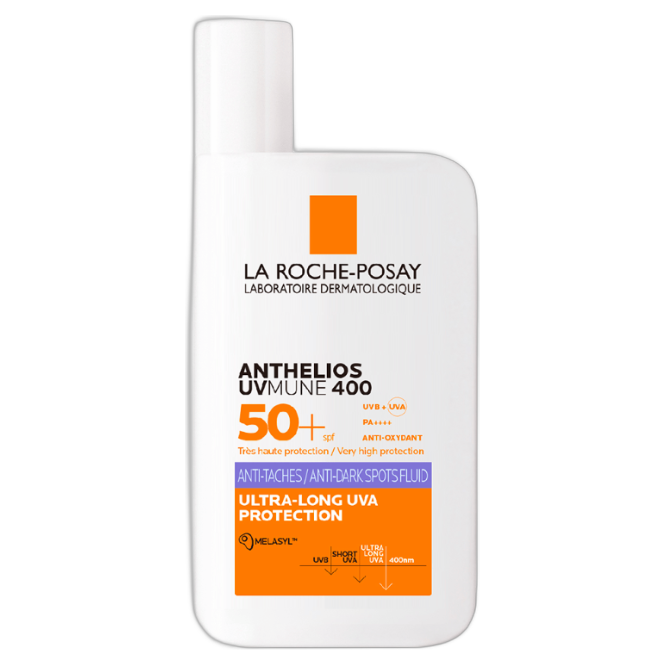 LA ROCHE-POSAY
LABORATOIRE DERMATOLOGIQUE
ANTHELIOS
UVMUNE 400
50+ spf
UVB + UVA
PA++++
ANTI-OXYDANT
Très haute protection / Very high protection
ANTI-TACHES / ANTI-DARK SPOTS FLUID
ULTRA-LONG UVA
PROTECTION
MELASYL™
UVB
SHORT
UVA
ULTRA
LONG
UVA
400nm